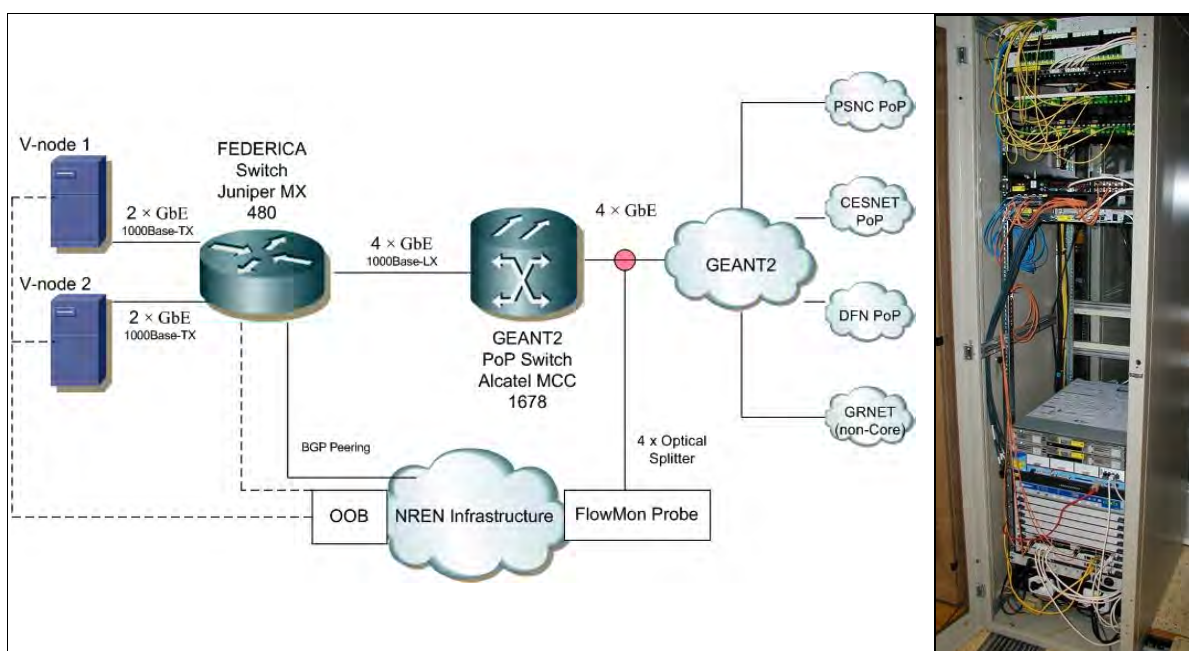 V-node 1
2 × GbE
1000Base-TX
V-node 2
2 × GbE
1000Base-TX
FEDERICA
Switch
Juniper MX
480
4 × GbE
1000Base-LX
GEANT2
PoP Switch
Alcatel MCC
1678
4 × GbE
GEANT2
PSNC PoP
CESNET
PoP
DFN PoP
GRNET
(non-Core)
BGP Peering
4 x Optical
Splitter
OOB
NREN Infrastructure
FlowMon Probe